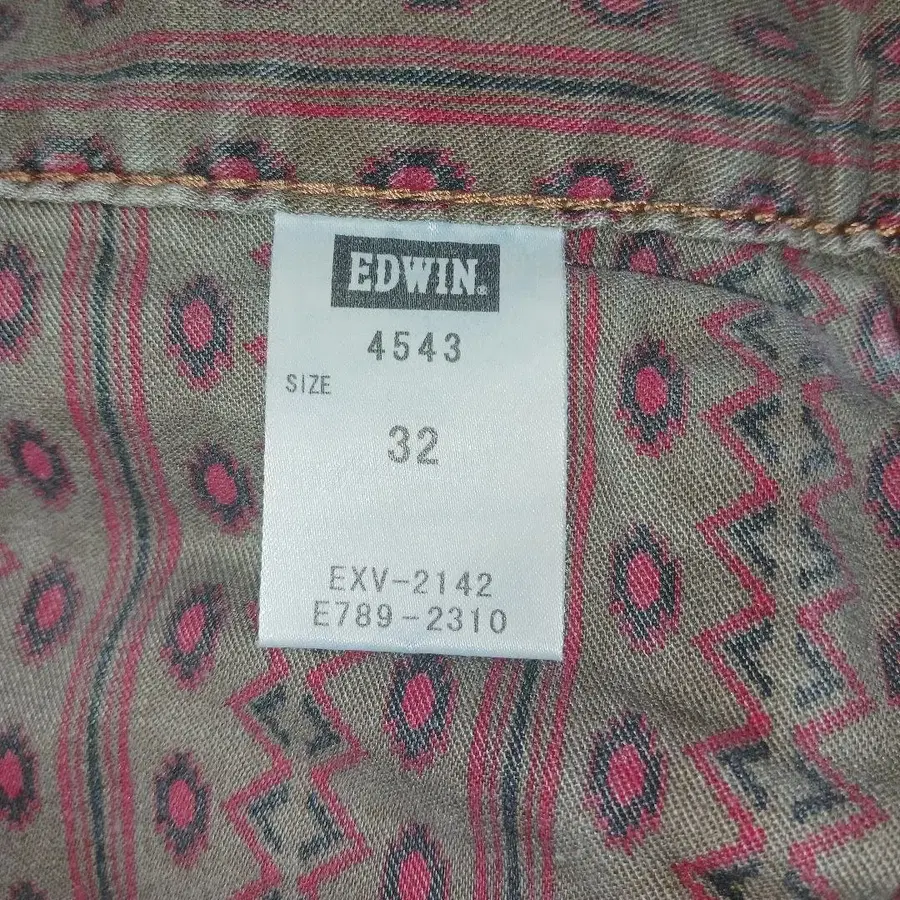 EDWIN.
4543
SIZE
32
EXV-2142
E789-2310